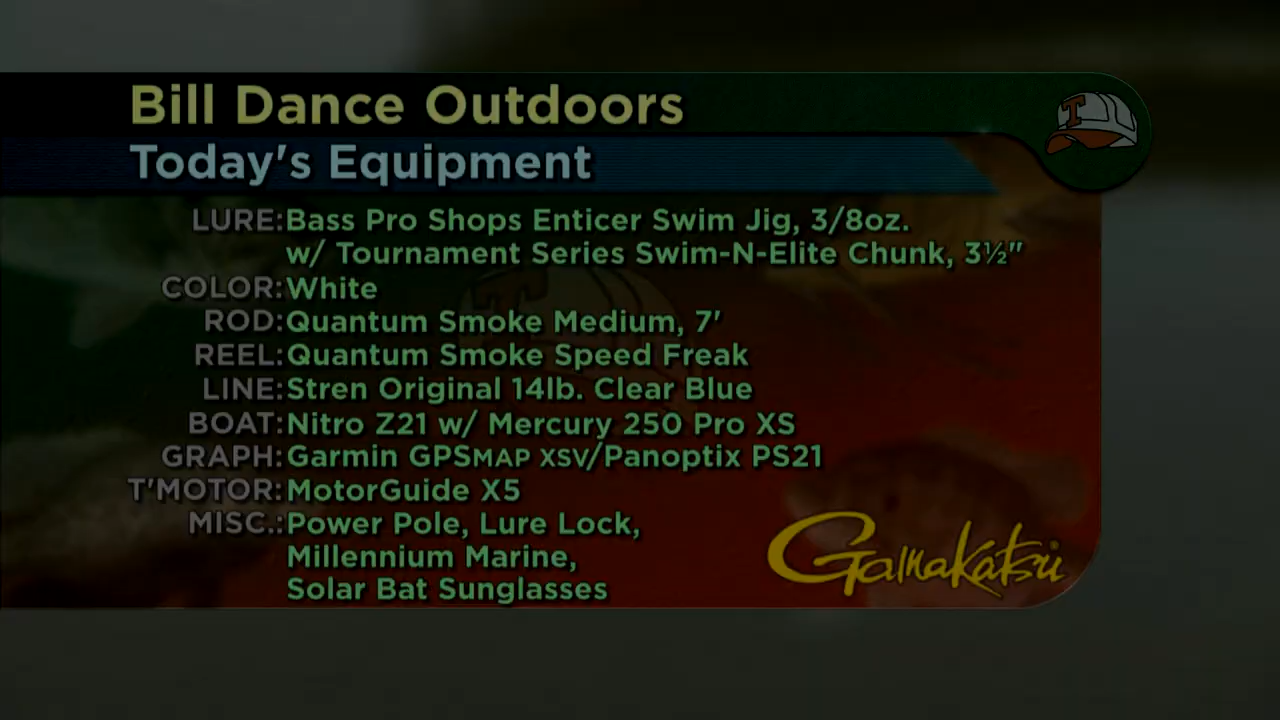 Bill Dance Outdoors
T
Today's Equipment
LURE: Bass Pro Shops Enticer Swim Jig, 3/8oz.
w/ Tournament Series Swim-N-Elite Chunk, 3½"
COLOR: White
ROD: Quantum Smoke Medium, 7'
REEL: Quantum Smoke Speed Freak
LINE: Stren Original 14lb. Clear Blue
BOAT: Nitro Z21 w/ Mercury 250 Pro XS
GRAPH: Garmin GPSMAP XSV/Panoptix PS21
T'MOTOR: MotorGuide X5
MISC.: Power Pole, Lure Lock,
Millennium Marine,
Solar Bat Sunglasses
Gamakatsu